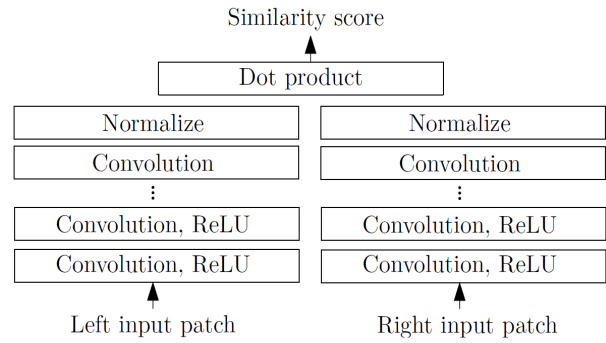 Similarity score
Dot product
Normalize Normalize
Convolution Convolution
Convolution, ReLU Convolution, ReLU
Convolution, ReLU Convolution, ReLU
Left input patch Right input patch